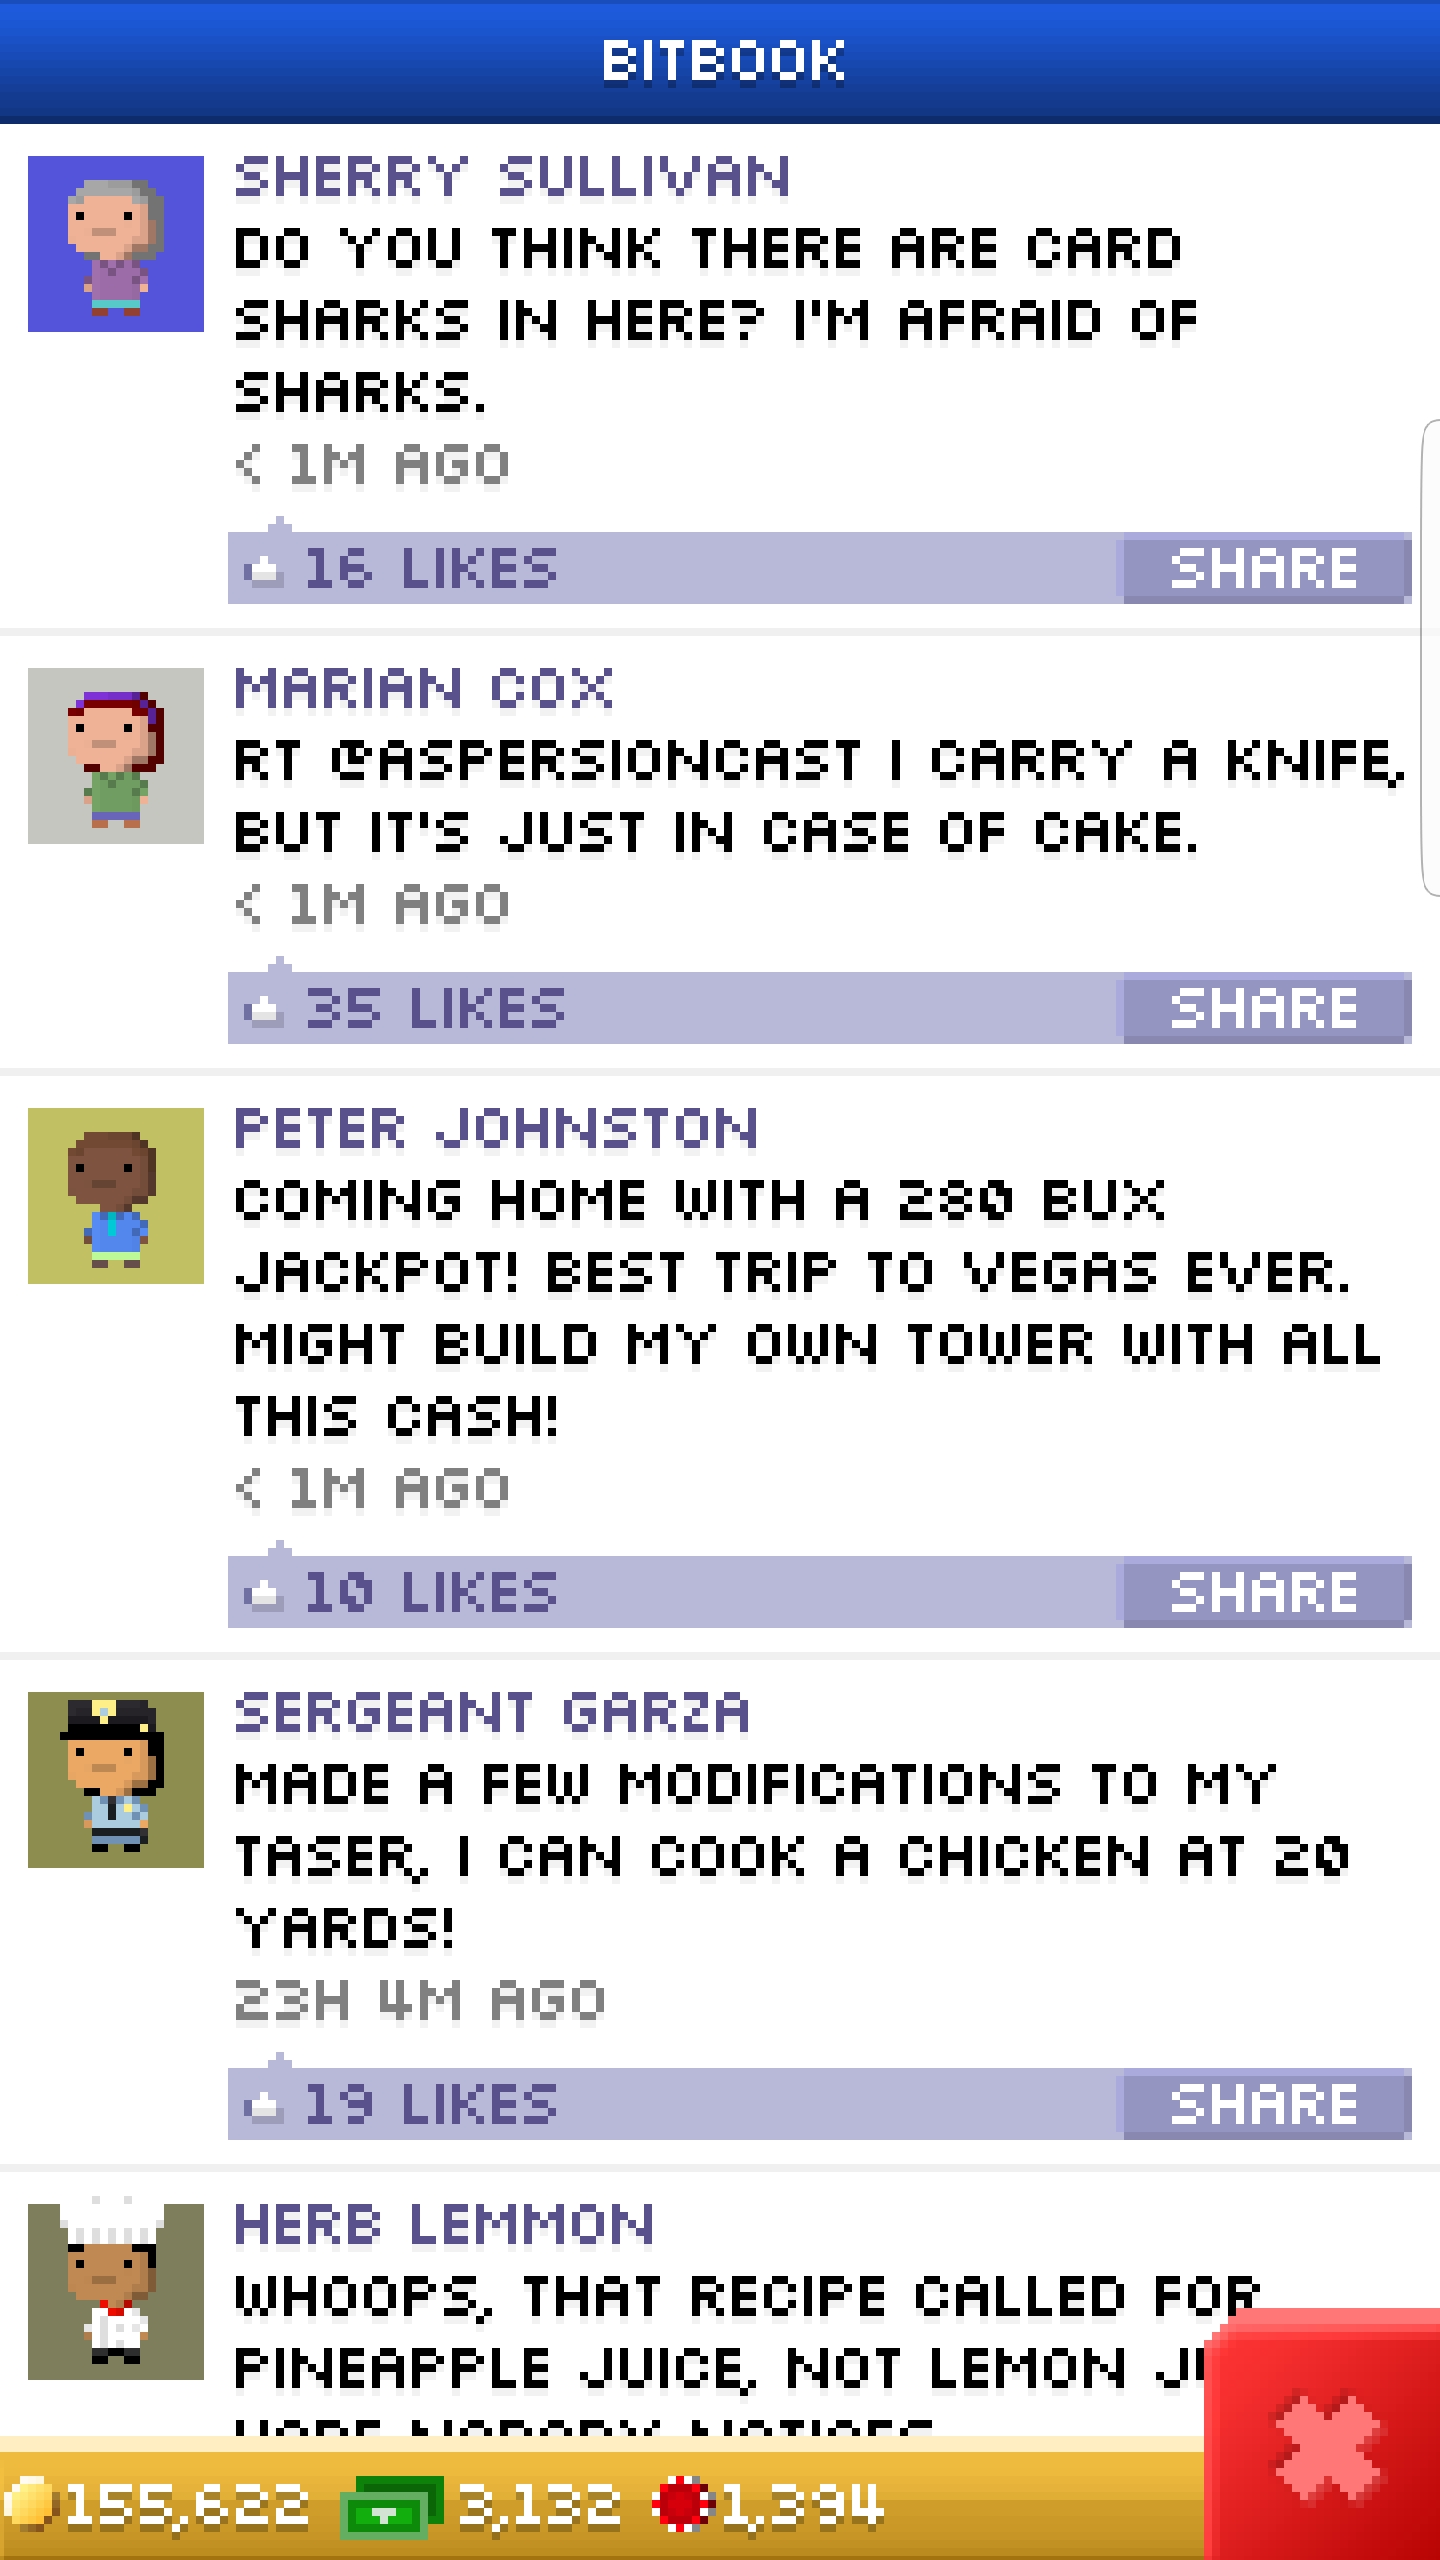 BITBOOK
SHERRY SULLIVAN
DO YOU THINK THERE ARE CARD
SHARKS IN HERE? I'M AFRAID OF
SHARKS.
< 1M AGO
16 LIKES SHARE
MARIAN COX
RT @ASPERSIONCAST I CARRY A KNIFE,
BUT IT'S JUST IN CASE OF CAKE.
< 1M AGO
35 LIKES SHARE
PETER JOHNSTON
COMING HOME WITH A 280 BUX
JACKPOT! BEST TRIP TO VEGAS EVER.
MIGHT BUILD MY OWN TOWER WITH ALL
THIS CASH!
< 1M AGO
10 LIKES SHARE
SERGEANT GARZA
MADE A FEW MODIFICATIONS TO MY
TASER, I CAN COOK A CHICKEN AT 20
YARDS!
23H 4M AGO
19 LIKES SHARE
HERB LEMMON
WHOOPS, THAT RECIPE CALLED FOR
PINEAPPLE JUICE, NOT LEMON
HOPE NOBODY NOTICES
155,622 3,132 1,394